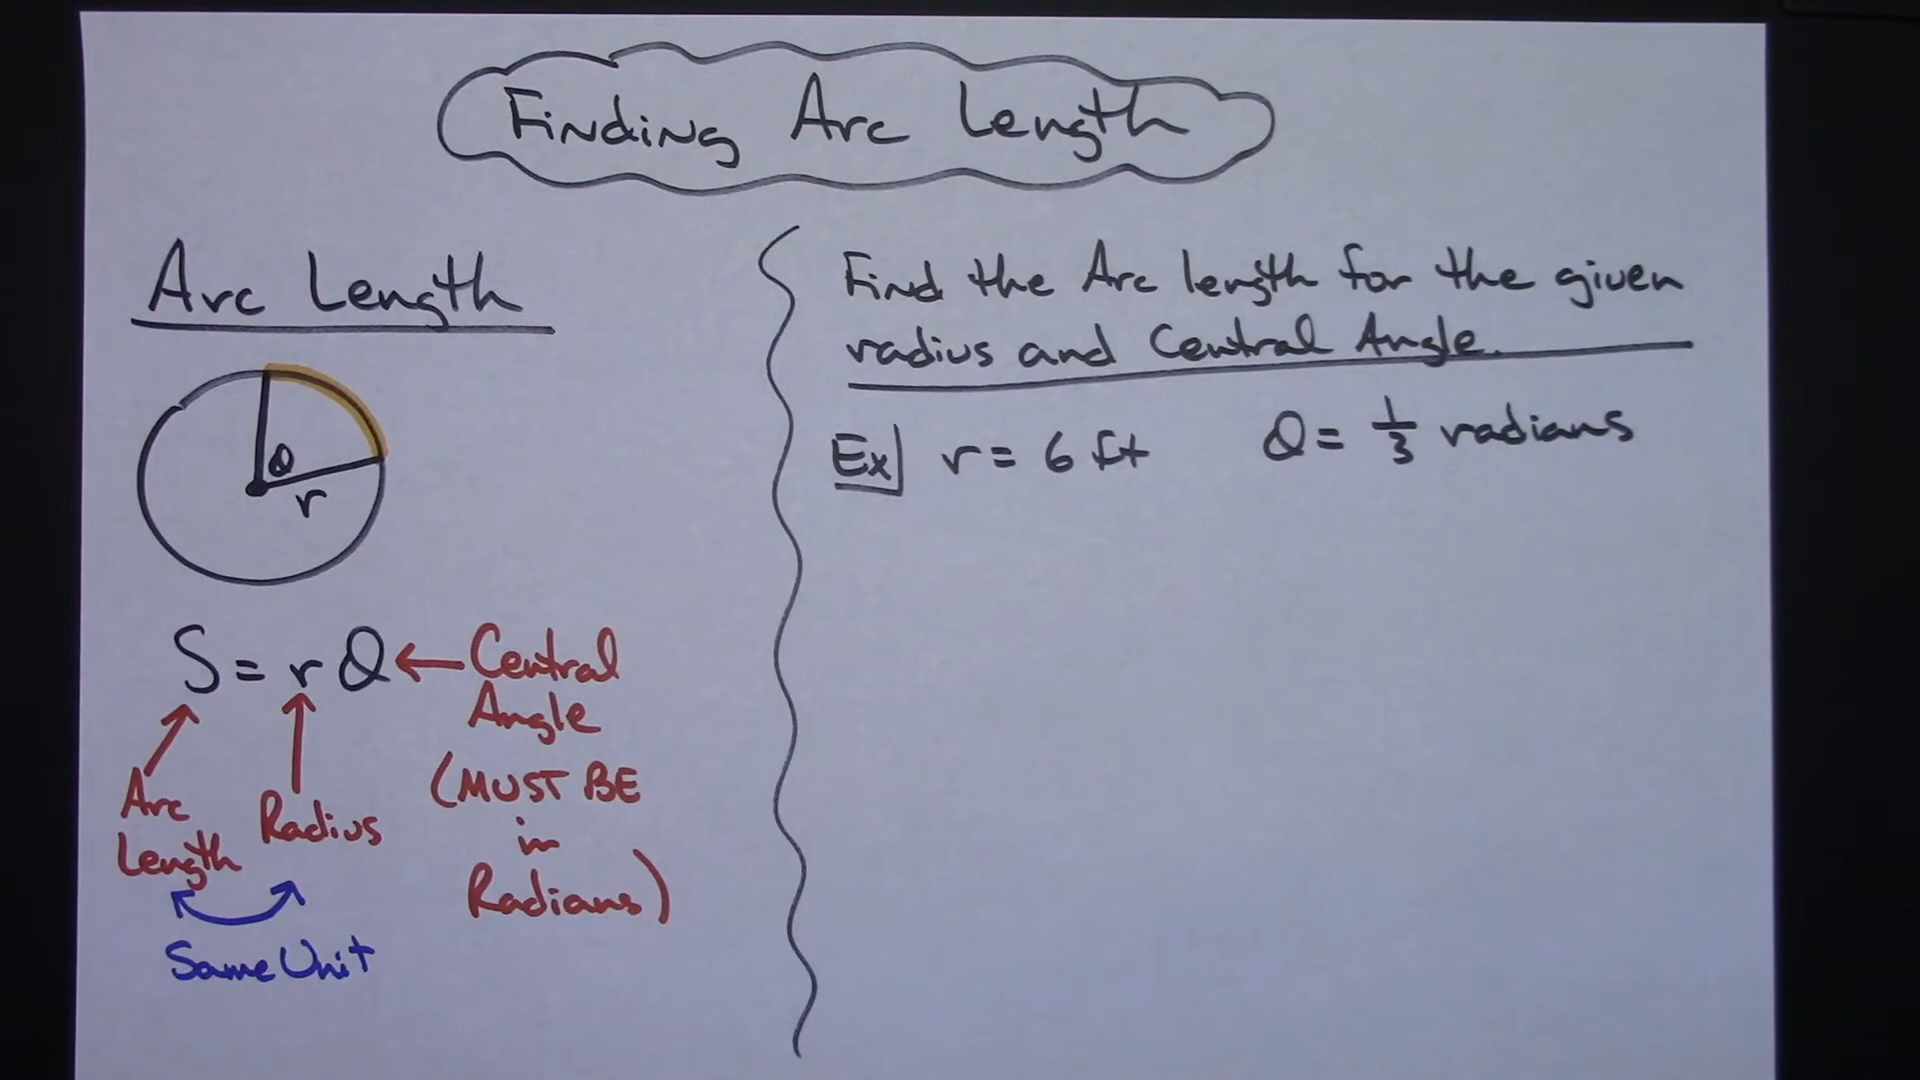 Finding Arc Length
Arc Length
θ
r
S = r θ ← Central
Angle
(MUST BE
in
Radians)
Arc
Length
Radius
Same Unit
Find the Arc length for the given
radius and Central Angle.
Ex] r = 6 ft θ = 1/3 radians